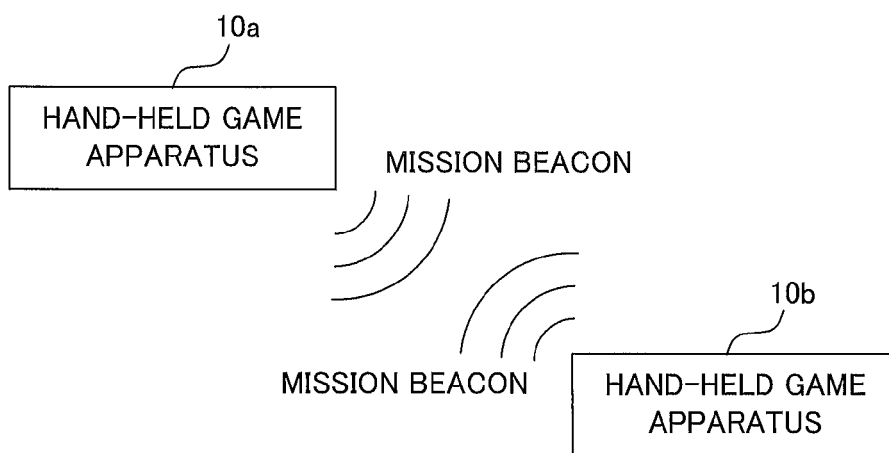 10a
HAND-HELD GAME
APPARATUS
MISSION BEACON
10b
MISSION BEACON
HAND-HELD GAME
APPARATUS